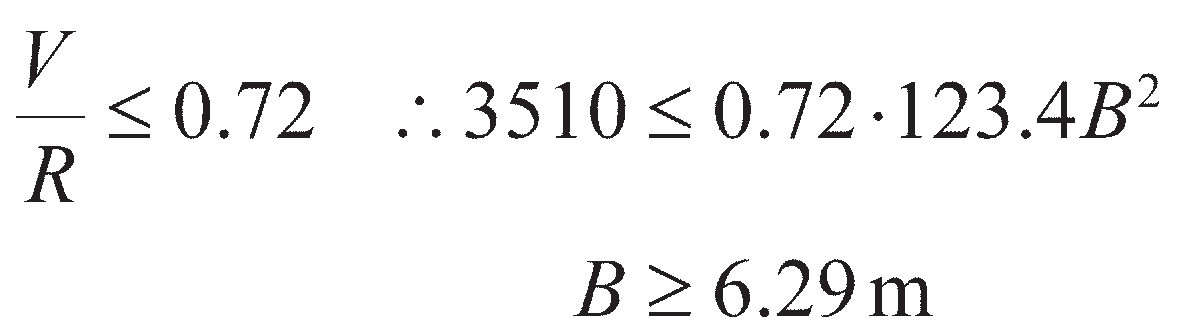 V/R ≤ 0.72 ∴ 3510 ≤ 0.72·123.4B²
B ≥ 6.29 m